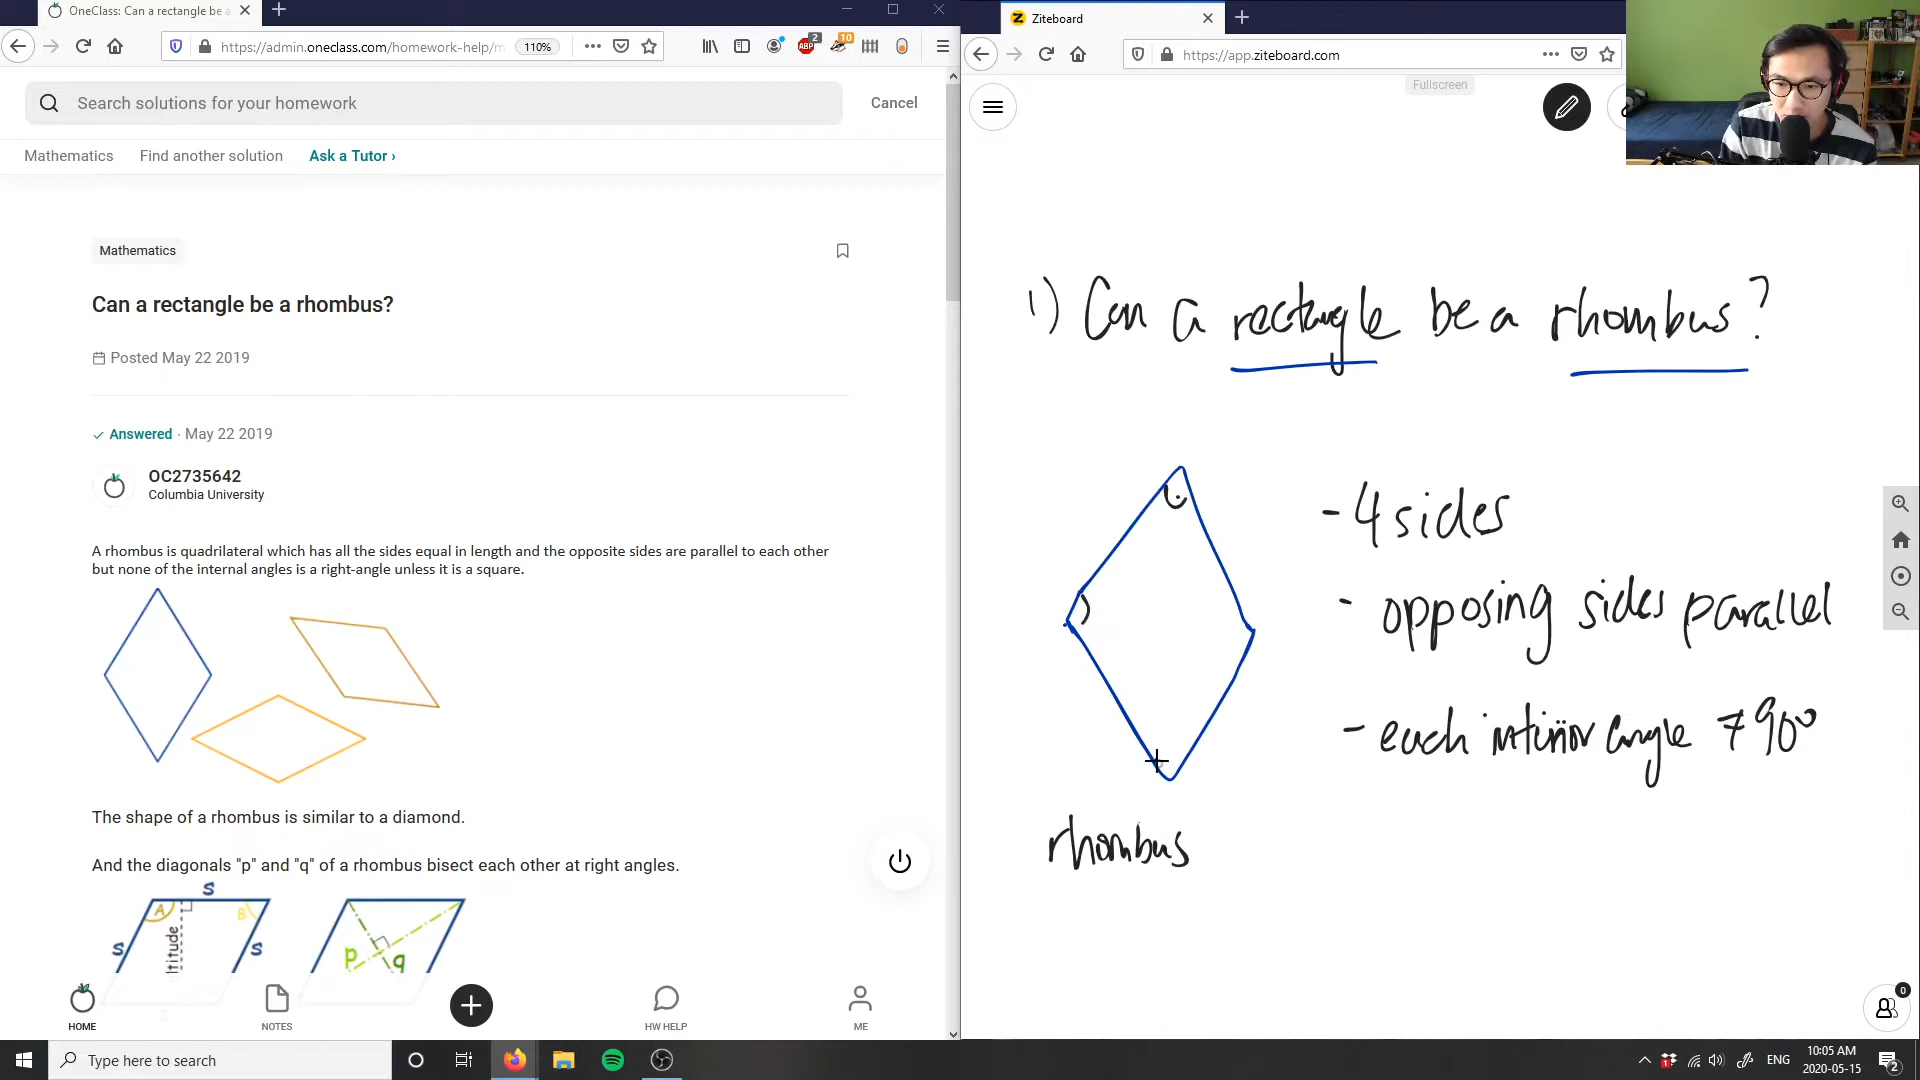 OneClass: Can a rectangle be a
https://admin.oneclass.com/homework-help/m
110%
ABP
2
10
Search solutions for your homework
Cancel
Mathematics
Find another solution
Ask a Tutor ›
Mathematics
Can a rectangle be a rhombus?
Posted May 22 2019
Answered · May 22 2019
OC2735642
Columbia University
A rhombus is quadrilateral which has all the sides equal in length and the opposite sides are parallel to each other
but none of the internal angles is a right-angle unless it is a square.
The shape of a rhombus is similar to a diamond.
And the diagonals "p" and "q" of a rhombus bisect each other at right angles.
S
A
B
S
S
p
q
HOME
NOTES
HW HELP
ME
Ziteboard
https://app.ziteboard.com
Fullscreen
1) Can a rectangle be a rhombus?
- 4 sides
- opposing sides parallel
- each interior angle ≠ 90°
rhombus
0
Type here to search
ENG
10:05 AM
2020-05-15
2